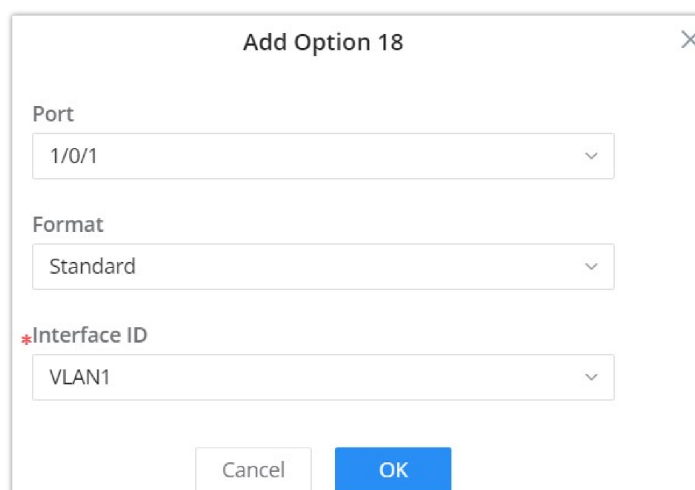 Add Option 18
Port
1/0/1
Format
Standard
*Interface ID
VLAN1
Cancel OK